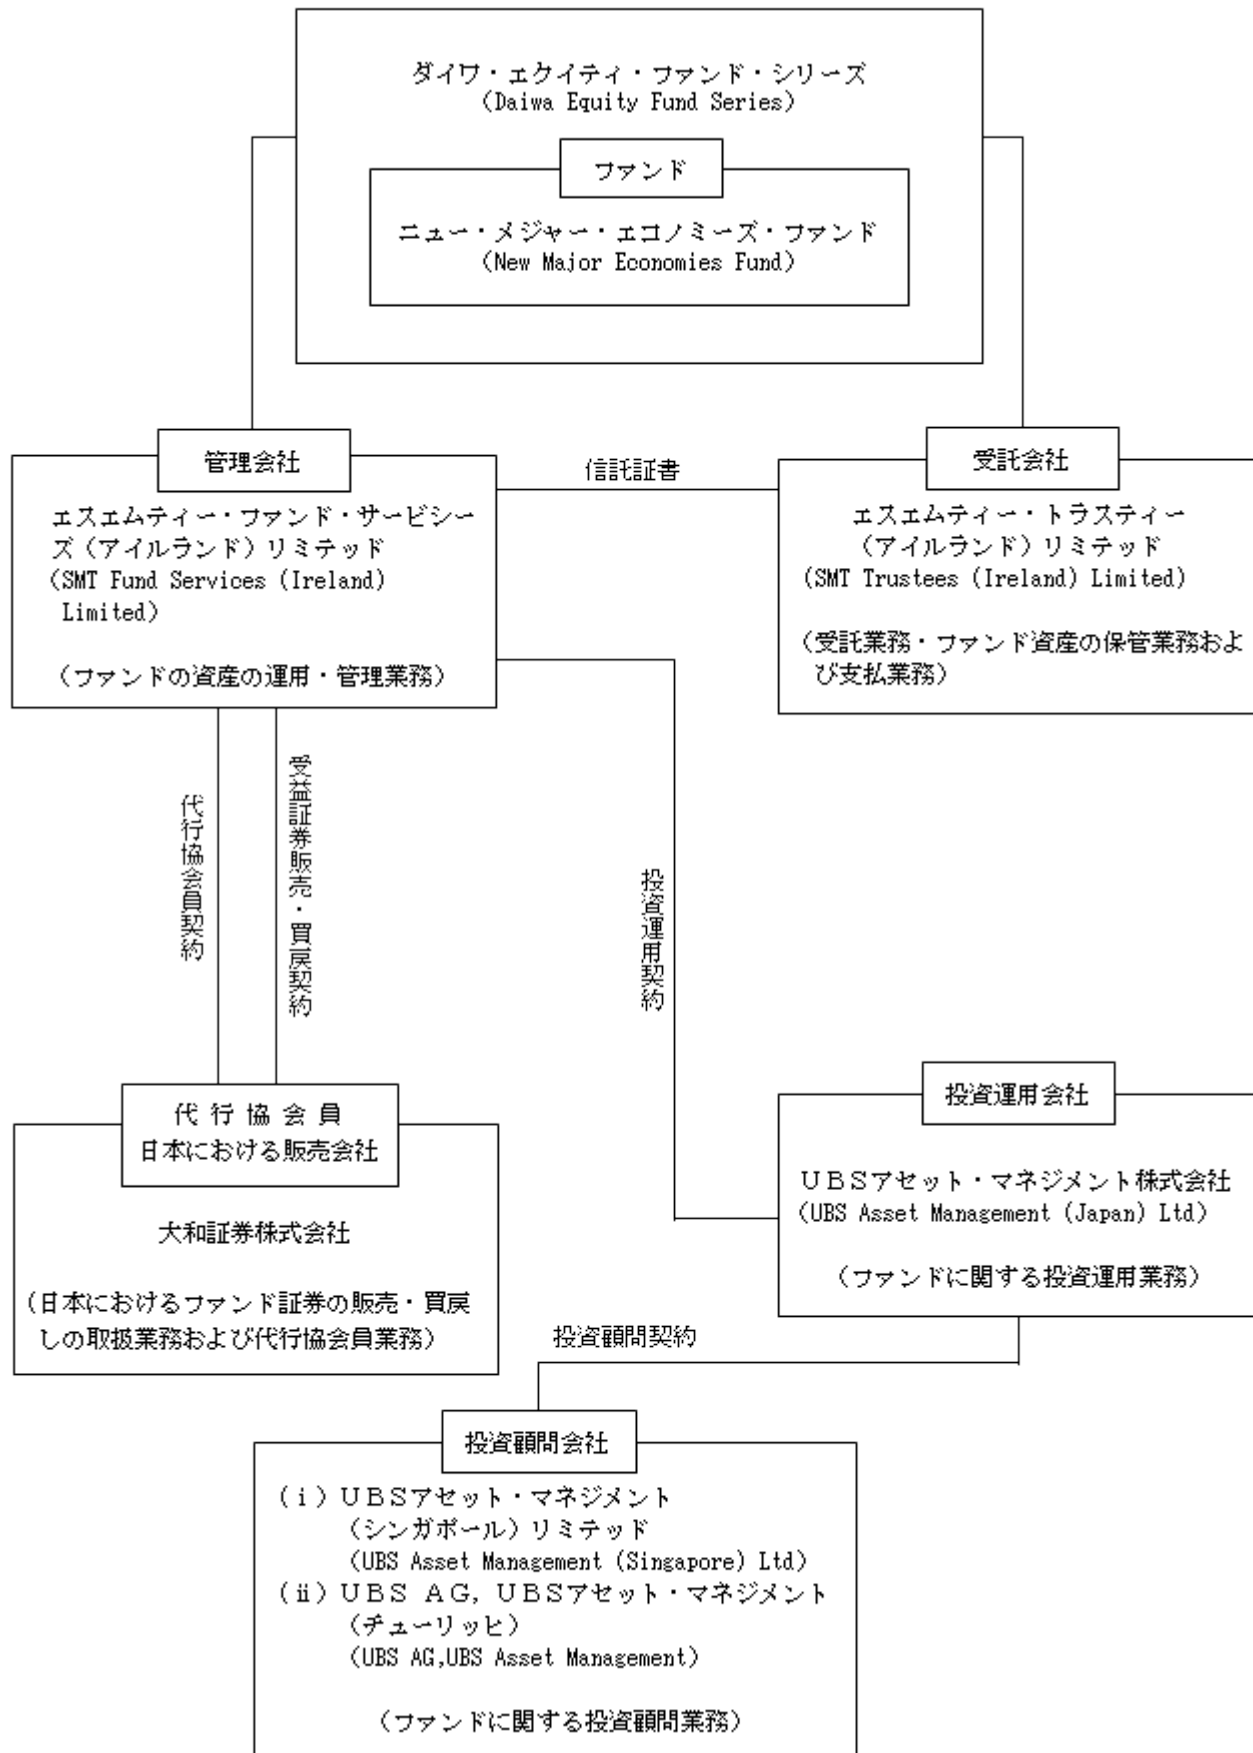 ダイワ・エクイティ・ファンド・シリーズ
(Daiwa Equity Fund Series)
ファンド
ニュー・メジャー・エコノミーズ・ファンド
(New Major Economies Fund)
管理会社
エスエムティー・ファンド・サービシー
ズ（アイルランド）リミテッド
(SMT Fund Services (Ireland)
Limited)
（ファンドの資産の運用・管理業務）
信託証書
受託会社
エスエムティー・トラスティー
（アイルランド）リミテッド
(SMT Trustees (Ireland) Limited)
（受託業務・ファンド資産の保管業務およ
び支払業務）
代行協会員契約
受益証券販売・買戻契約
投資運用契約
代行協会員
日本における販売会社
大和証券株式会社
（日本におけるファンド証券の販売・買戻
しの取扱業務および代行協会員業務）
投資運用会社
ＵＢＳアセット・マネジメント株式会社
(UBS Asset Management (Japan) Ltd)
（ファンドに関する投資運用業務）
投資顧問契約
投資顧問会社
（ⅰ）ＵＢＳアセット・マネジメント
（シンガポール）リミテッド
(UBS Asset Management (Singapore) Ltd)
（ⅱ）ＵＢＳ ＡＧ, ＵＢＳアセット・マネジメント
（チューリッヒ）
(UBS AG,UBS Asset Management)
（ファンドに関する投資顧問業務）